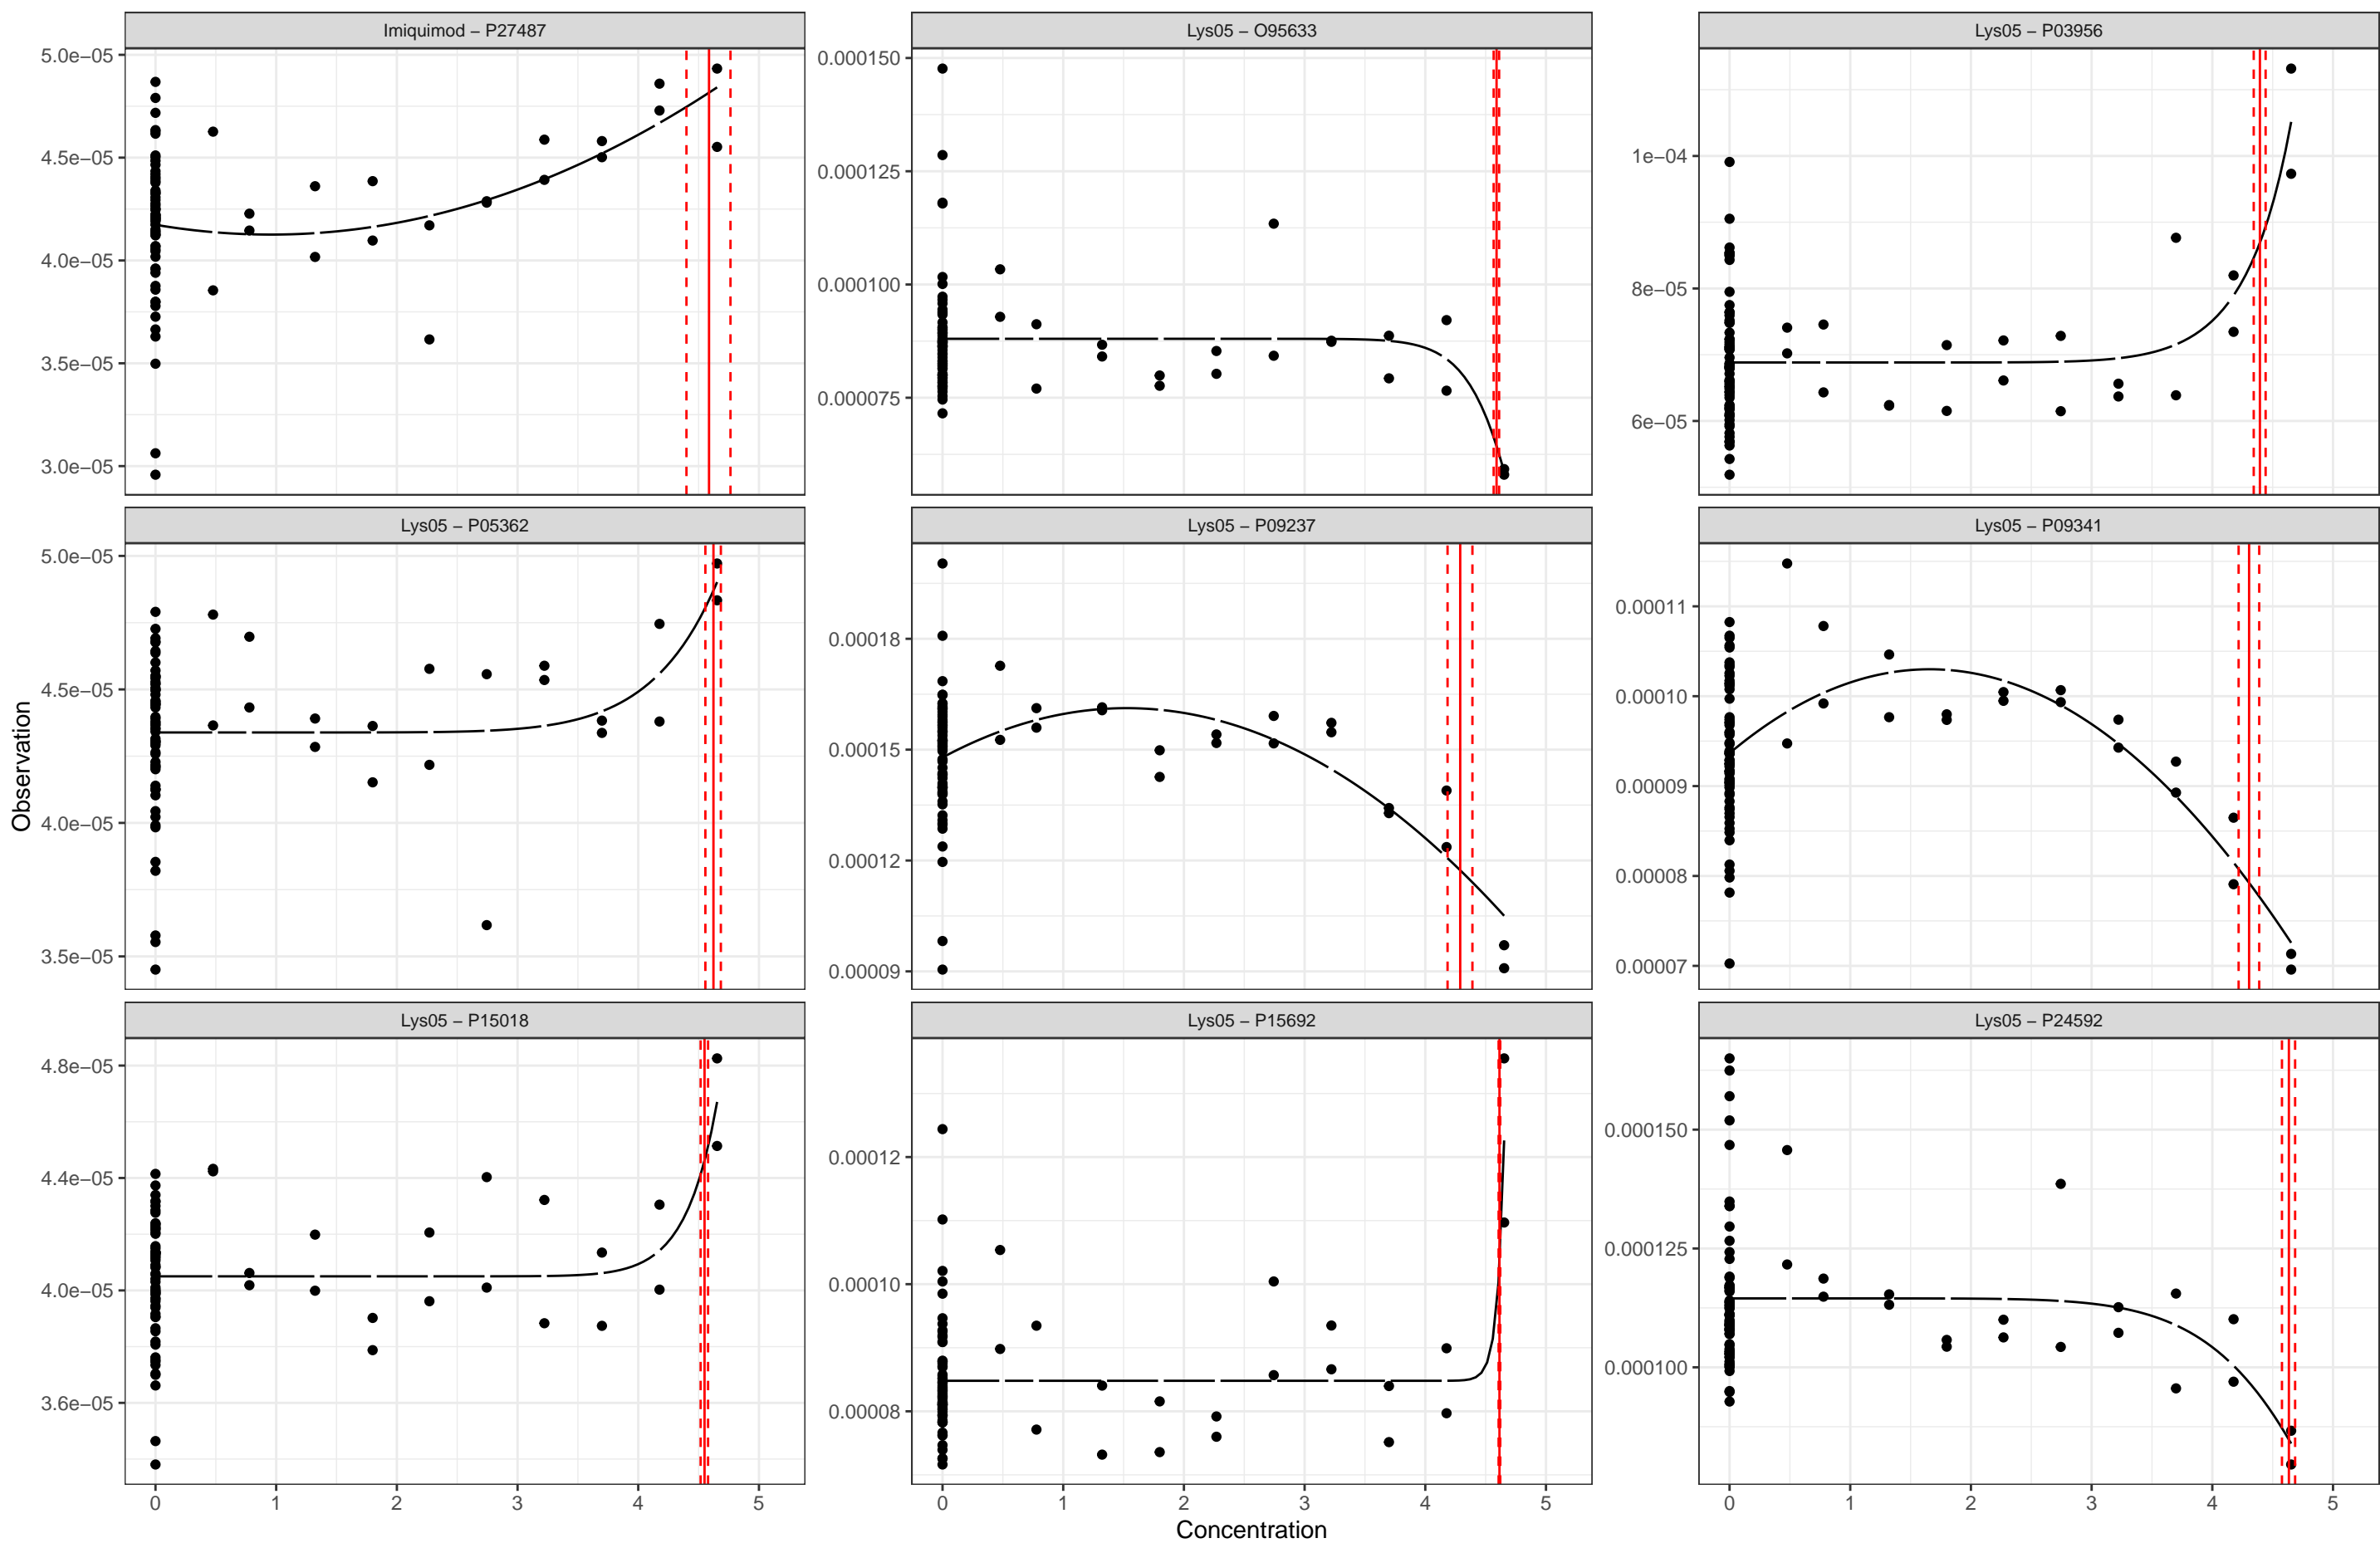 Imiquimod − P27487
Lys05 − O95633
Lys05 − P03956
5.0e−05
4.5e−05
4.0e−05
3.5e−05
3.0e−05
0.000150
0.000125
0.000100
0.000075
1e−04
8e−05
6e−05
Lys05 − P05362
Lys05 − P09237
Lys05 − P09341
5.0e−05
4.5e−05
4.0e−05
3.5e−05
0.00018
0.00015
0.00012
0.00009
0.00011
0.00010
0.00009
0.00008
0.00007
Observation
Lys05 − P15018
Lys05 − P15692
Lys05 − P24592
4.8e−05
4.4e−05
4.0e−05
3.6e−05
0.00012
0.00010
0.00008
0.000150
0.000125
0.000100
0 1 2 3 4 5
0 1 2 3 4 5
0 1 2 3 4 5
Concentration